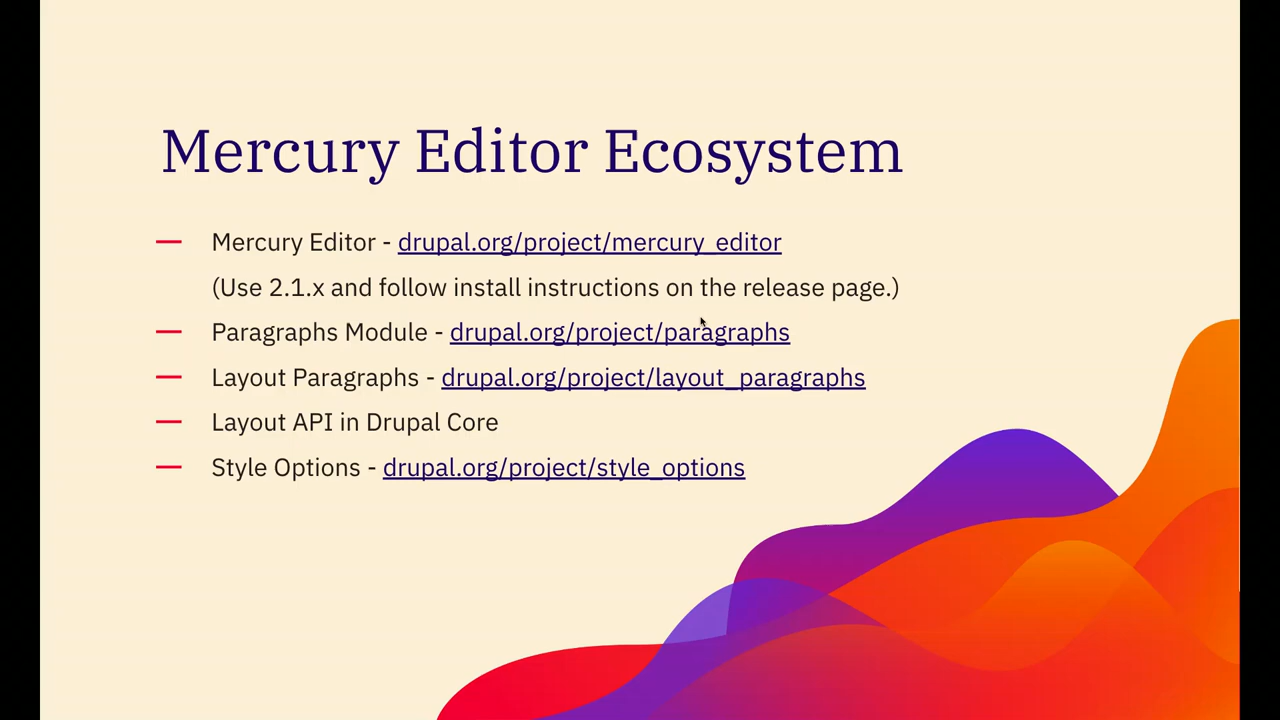 Mercury Editor Ecosystem
Mercury Editor - drupal.org/project/mercury_editor
(Use 2.1.x and follow install instructions on the release page.)
Paragraphs Module - drupal.org/project/paragraphs
Layout Paragraphs - drupal.org/project/layout_paragraphs
Layout API in Drupal Core
Style Options - drupal.org/project/style_options